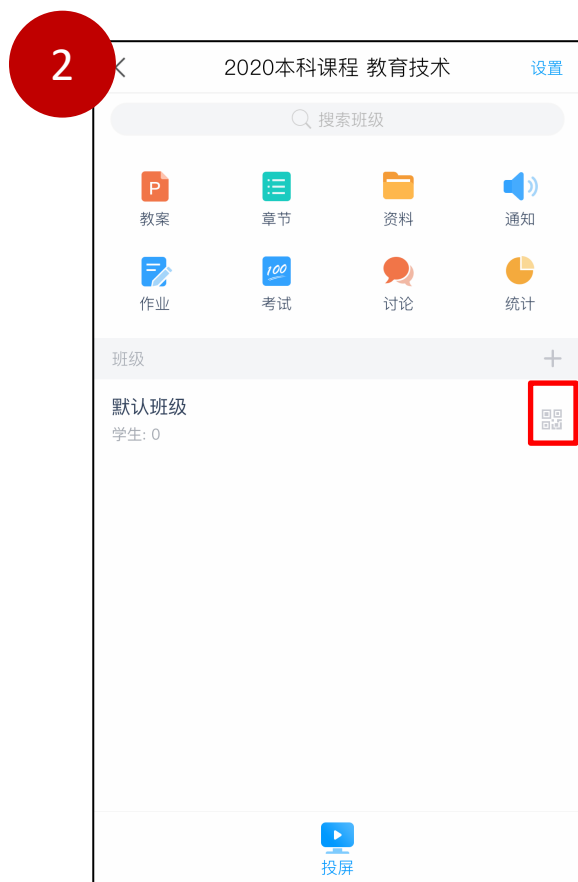 2
2020本科课程 教育技术 设置
搜索班级
P
教案 章节 资料 通知
100
作业 考试 讨论 统计
班级
默认班级
学生: 0
投屏